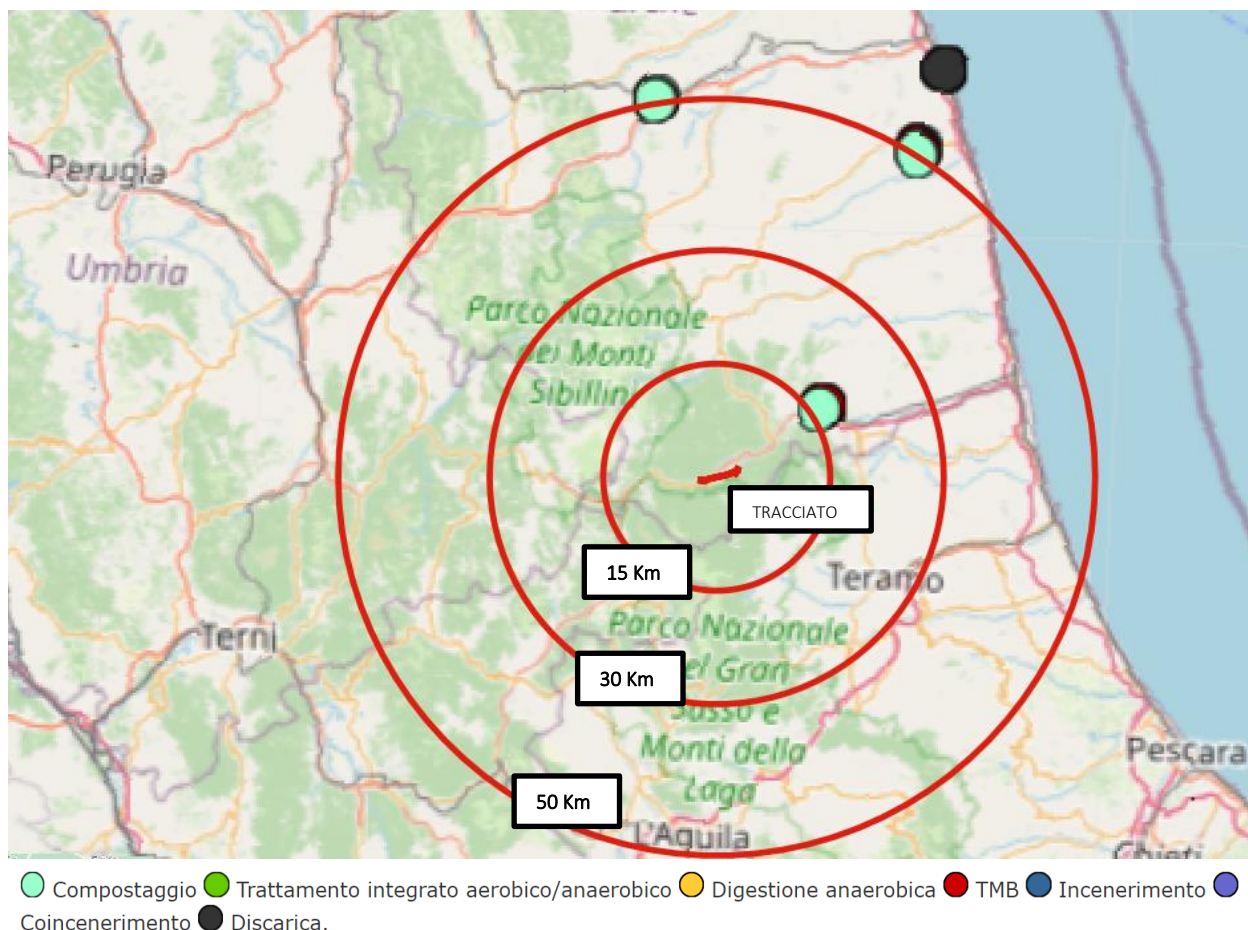 Perugia
Umbria
Parco Nazionale
dei Monti
Sibillini
TRACCIATO
15 Km
Teramo
Terni
Parco Nazionale
del Gran
30 Km
Sasso e
Monti della
Laga
Pescara
50 Km
L'Aquila
Chieti
Compostaggio Trattamento integrato aerobico/anaerobico Digestione anaerobica TMB Incenerimento
Coincenerimento Discarica.